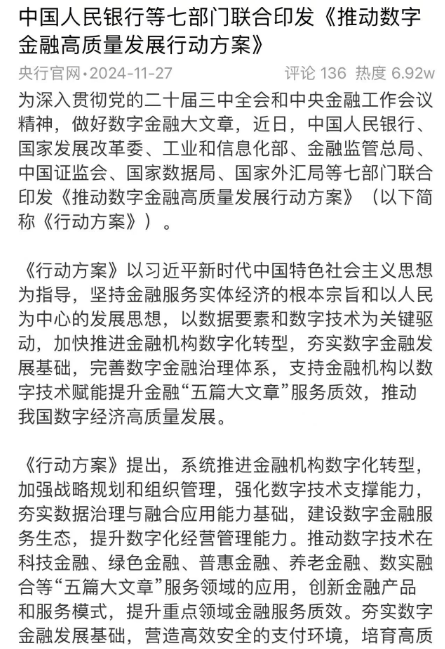 中国人民银行等七部门联合印发《推动数字
金融高质量发展行动方案》
央行官网•2024-11-27 评论 136 热度 6.92w
为深入贯彻党的二十届三中全会和中央金融工作会议
精神，做好数字金融大文章，近日，中国人民银行、
国家发展改革委、工业和信息化部、金融监管总局、
中国证监会、国家数据局、国家外汇局等七部门联合
印发《推动数字金融高质量发展行动方案》（以下简
称《行动方案》）。
《行动方案》以习近平新时代中国特色社会主义思想
为指导，坚持金融服务实体经济的根本宗旨和以人民
为中心的发展思想，以数据要素和数字技术为关键驱
动，加快推进金融机构数字化转型，夯实数字金融发
展基础，完善数字金融治理体系，支持金融机构以数
字技术赋能提升金融“五篇大文章”服务质效，推动
我国数字经济高质量发展。
《行动方案》提出，系统推进金融机构数字化转型，
加强战略规划和组织管理，强化数字技术支撑能力，
夯实数据治理与融合应用能力基础，建设数字金融服
务生态，提升数字化经营管理能力。推动数字技术在
科技金融、绿色金融、普惠金融、养老金融、数实融
合等“五篇大文章”服务领域的应用，创新金融产品
和服务模式，提升重点领域金融服务质效。夯实数字
金融发展基础，营造高效安全的支付环境，培育高质